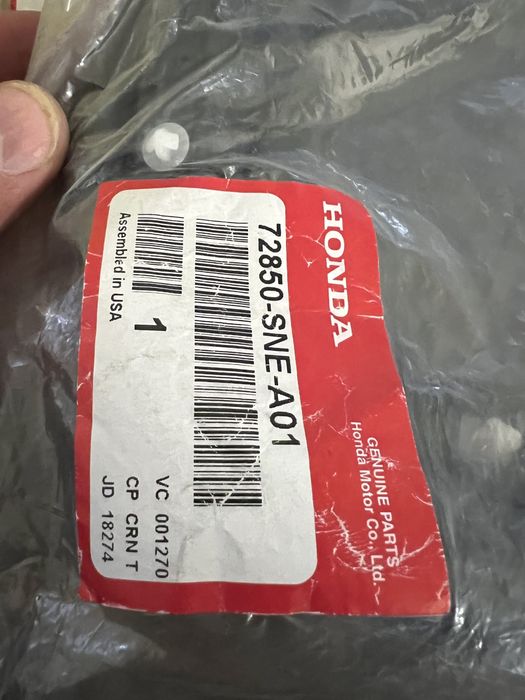 HONDA
GENUINE PARTS
Honda Motor Co., Ltd.
72850-SNE-A01
1
Assembled in USA
VC 001270
CP CRN T
JD 18274